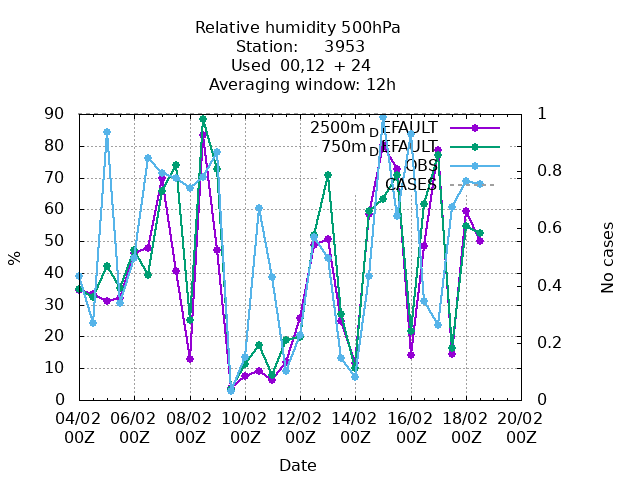 Relative humidity 500hPa
Station: 3953
Used 00,12 + 24
Averaging window: 12h
2500m DEFAULT
750m DEFAULT
OBS
CASES
90
80
70
60
50
40
30
20
10
0
%
1
0.8
0.6
0.4
0.2
0
No cases
04/02 06/02 08/02 10/02 12/02 14/02 16/02 18/02 20/02
00Z 00Z 00Z 00Z 00Z 00Z 00Z 00Z 00Z
Date